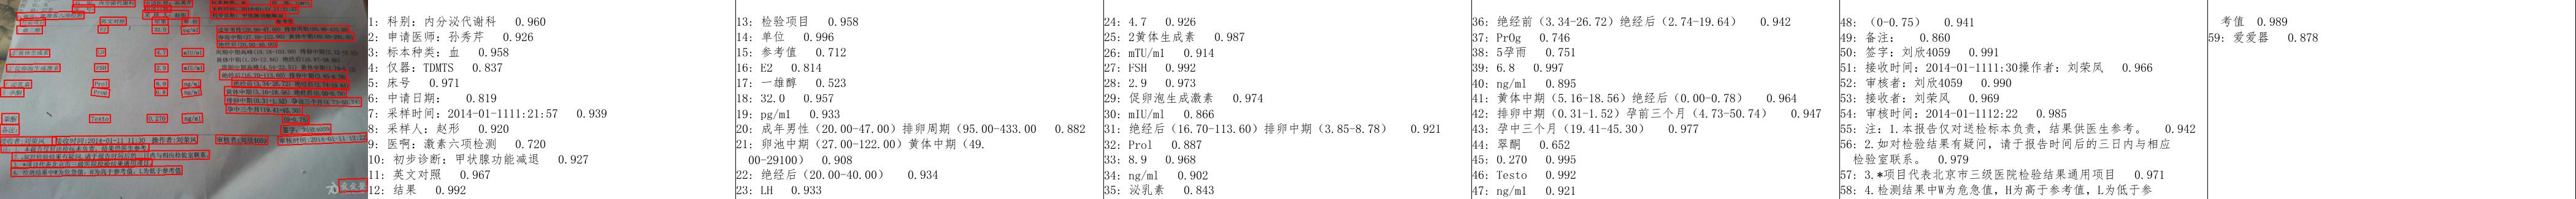 1: 科别：内分泌代谢科 0.960
2: 申请医师：孙秀芹 0.926
3: 标本种类：血 0.958
4: 仪器：TDMTS 0.837
5: 床号 0.971
6: 中请日期： 0.819
7: 采样时间：2014-01-1111:21:57 0.939
8: 采样人：赵形 0.920
9: 医啊：激素六项检测 0.720
10: 初步诊断：甲状腺功能减退 0.927
11: 英文对照 0.967
12: 结果 0.992
13: 检验项目 0.958
14: 单位 0.996
15: 参考值 0.712
16: E2 0.814
17: 一雄醇 0.523
18: 32.0 0.957
19: pg/ml 0.933
20: 成年男性（20.00-47.00）排卵周期（95.00-433.00 0.882
21: 卵池中期（27.00-122.00）黄体中期（49.
00-29100） 0.908
22: 绝经后（20.00-40.00） 0.934
23: LH 0.933
24: 4.7 0.926
25: 2黄体生成素 0.987
26: mTU/ml 0.914
27: FSH 0.992
28: 2.9 0.973
29: 促卵泡生成激素 0.974
30: mIU/ml 0.866
31: 绝经后（16.70-113.60）排卵中期（3.85-8.78） 0.921
32: Prol 0.887
33: 8.9 0.968
34: ng/ml 0.902
35: 泌乳素 0.843
36: 绝经前（3.34-26.72）绝经后（2.74-19.64） 0.942
37: PrOg 0.746
38: 5孕雨 0.751
39: 6.8 0.997
40: ng/ml 0.895
41: 黄体中期（5.16-18.56）绝经后（0.00-0.78） 0.964
42: 排卵中期（0.31-1.52）孕前三个月（4.73-50.74） 0.947
43: 孕中三个月（19.41-45.30） 0.977
44: 翠酮 0.652
45: 0.270 0.995
46: Testo 0.992
47: ng/ml 0.921
48: （0-0.75） 0.941
49: 备注： 0.860
50: 签字：刘欣4059 0.991
51: 接收时间：2014-01-1111:30操作者：刘荣凤 0.966
52: 审核者：刘欣4059 0.990
53: 接收者：刘荣风 0.969
54: 审核时间：2014-01-1112:22 0.985
55: 注：1.本报告仅对送检标本负责，结果供医生参考。 0.942
56: 2.如对检验结果有疑问，请于报告时间后的三日内与相应
检验室联系。 0.979
57: 3.*项目代表北京市三级医院检验结果通用项目 0.971
58: 4.检测结果中W为危急值，H为高于参考值，L为低于参
考值 0.989
59: 爱爱器 0.878